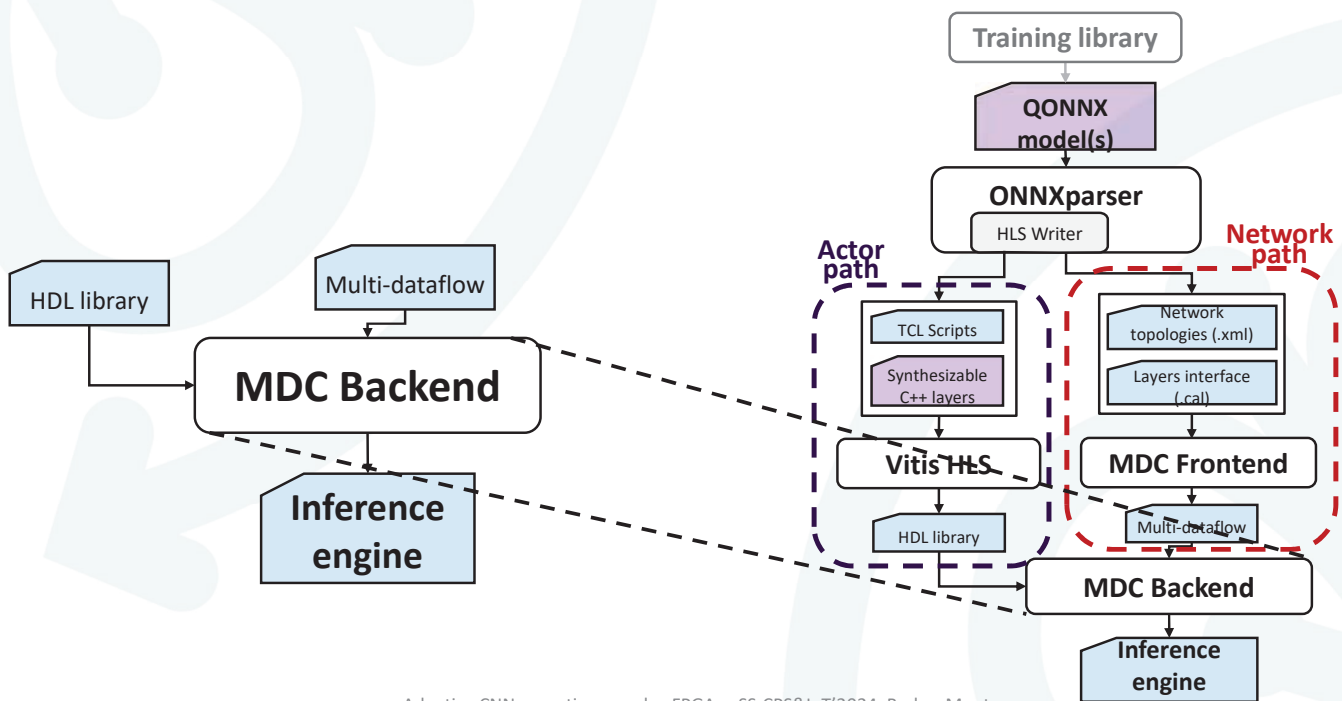 Training library
QONNX
model(s)
ONNXparser
HLS Writer
Actor
path
Network
path
HDL library
Multi-dataflow
MDC Backend
Inference
engine
TCL Scripts
Synthesizable
C++ layers
Vitis HLS
HDL library
Network
topologies (.xml)
Layers interface
(.cal)
MDC Frontend
Multi-dataflow
MDC Backend
Inference
engine